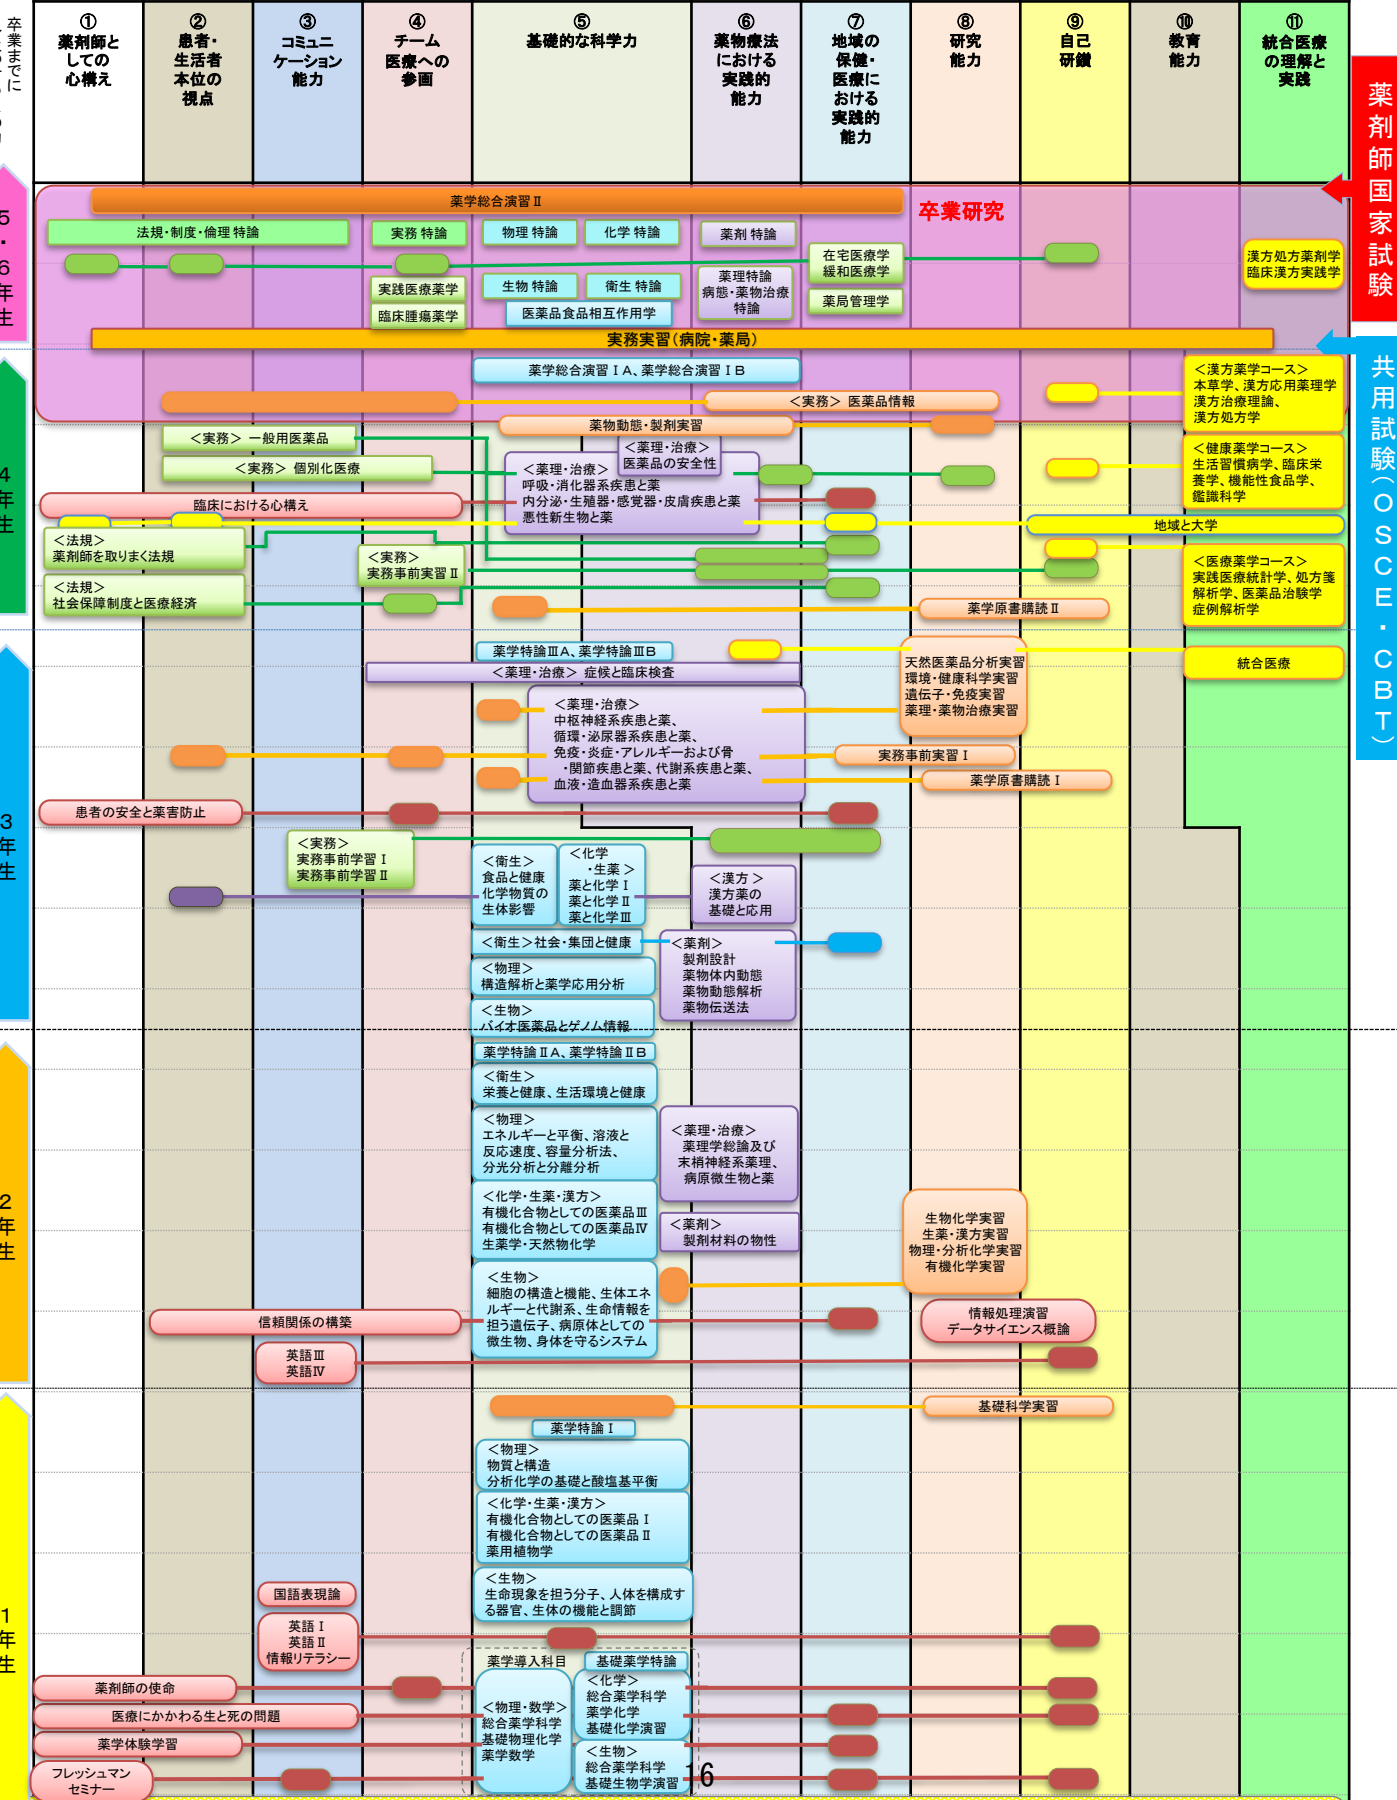 卒業までに
①
薬剤師と
しての
心構え
②
患者・
生活者
本位の
視点
③
コミュニ
ケーション
能力
④
チーム
医療への
参画
⑤
基礎的な科学力
⑥
薬物療法
における
実践的
能力
⑦
地域の
保健・
医療に
おける
実践的
能力
⑧
研究
能力
⑨
自己
研鑽
⑩
教育
能力
⑪
統合医療
の理解と
実践
薬剤師国家試験
共用試験(OSCE・CBT)
5・6年生
薬学総合演習Ⅱ
卒業研究
法規・制度・倫理 特論
実務 特論
物理 特論
化学 特論
薬剤 特論
在宅医療学
緩和医療学
漢方処方薬剤学
臨床漢方実践学
実践医療薬学
臨床腫瘍薬学
生物 特論
衛生 特論
医薬品食品相互作用学
薬理特論
病態・薬物治療
特論
薬局管理学
実務実習(病院・薬局)
4年生
薬学総合演習ⅠA、薬学総合演習ⅠB
<実務> 医薬品情報
<漢方薬学コース>
本草学、漢方応用薬理学
漢方治療理論、
漢方処方学
薬物動態・製剤実習
<実務> 一般用医薬品
<薬理・治療>
医薬品の安全性
<実務> 個別化医療
<薬理・治療>
呼吸・消化器系疾患と薬
内分泌・生殖器・感覚器・皮膚疾患と薬
悪性新生物と薬
<健康薬学コース>
生活習慣病学、臨床栄
養学、機能性食品学、
鑑識科学
臨床における心構え
地域と大学
<法規>
薬剤師を取りまく法規
<実務>
実務事前実習Ⅱ
<医療薬学コース>
実践医療統計学、処方箋
解析学、医薬品治験学
症例解析学
<法規>
社会保障制度と医療経済
薬学原書購読Ⅱ
3年生
薬学特論ⅢA、薬学特論ⅢB
<薬理・治療> 症候と臨床検査
天然医薬品分析実習
環境・健康科学実習
遺伝子・免疫実習
薬理・薬物治療実習
統合医療
<薬理・治療>
中枢神経系疾患と薬、
循環・泌尿器系疾患と薬、
免疫・炎症・アレルギーおよび骨
・関節疾患と薬、代謝系疾患と薬、
血液・造血器系疾患と薬
実務事前実習Ⅰ
薬学原書購読Ⅰ
患者の安全と薬害防止
<実務>
実務事前学習Ⅰ
実務事前学習Ⅱ
<衛生>
食品と健康
化学物質の
生体影響
<化学
・生薬 >
薬と化学Ⅰ
薬と化学Ⅱ
薬と化学Ⅲ
<漢方 >
漢方薬の
基礎と応用
<衛生>社会・集団と健康
<薬剤>
製剤設計
薬物体内動態
薬物動態解析
薬物伝送法
<物理>
構造解析と薬学応用分析
<生物>
バイオ医薬品とゲノム情報
2年生
薬学特論ⅡA、薬学特論ⅡB
<衛生>
栄養と健康、生活環境と健康
<物理>
エネルギーと平衡、溶液と
反応速度、容量分析法、
分光分析と分離分析
<薬理・治療>
薬理学総論及び
末梢神経系薬理、
病原微生物と薬
<化学・生薬・漢方>
有機化合物としての医薬品Ⅲ
有機化合物としての医薬品Ⅳ
生薬学・天然物化学
<薬剤>
製剤材料の物性
生物化学実習
生薬・漢方実習
物理・分析化学実習
有機化学実習
<生物>
細胞の構造と機能、生体エネ
ルギーと代謝系、生命情報を
担う遺伝子、病原体としての
微生物、身体を守るシステム
信頼関係の構築
情報処理演習
データサイエンス概論
英語Ⅲ
英語Ⅳ
1年生
基礎科学実習
薬学特論Ⅰ
<物理>
物質と構造
分析化学の基礎と酸塩基平衡
<化学・生薬・漢方>
有機化合物としての医薬品Ⅰ
有機化合物としての医薬品Ⅱ
薬用植物学
<生物>
生命現象を担う分子、人体を構成す
る器官、生体の機能と調節
国語表現論
英語Ⅰ
英語Ⅱ
情報リテラシー
薬学導入科目
基礎薬学特論
薬剤師の使命
医療にかかわる生と死の問題
薬学体験学習
フレッシュマン
セミナー
<物理・数学>
総合薬学科学
基礎物理化学
薬学数学
<化学>
総合薬学科学
薬学化学
基礎化学演習
<生物>
総合薬学科学
基礎生物学演習
16